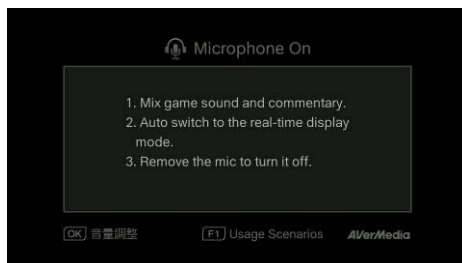 Microphone On
1. Mix game sound and commentary.
2. Auto switch to the real-time display
mode.
3. Remove the mic to turn it off.
OK 音量調整
F1 Usage Scenarios
AVerMedia